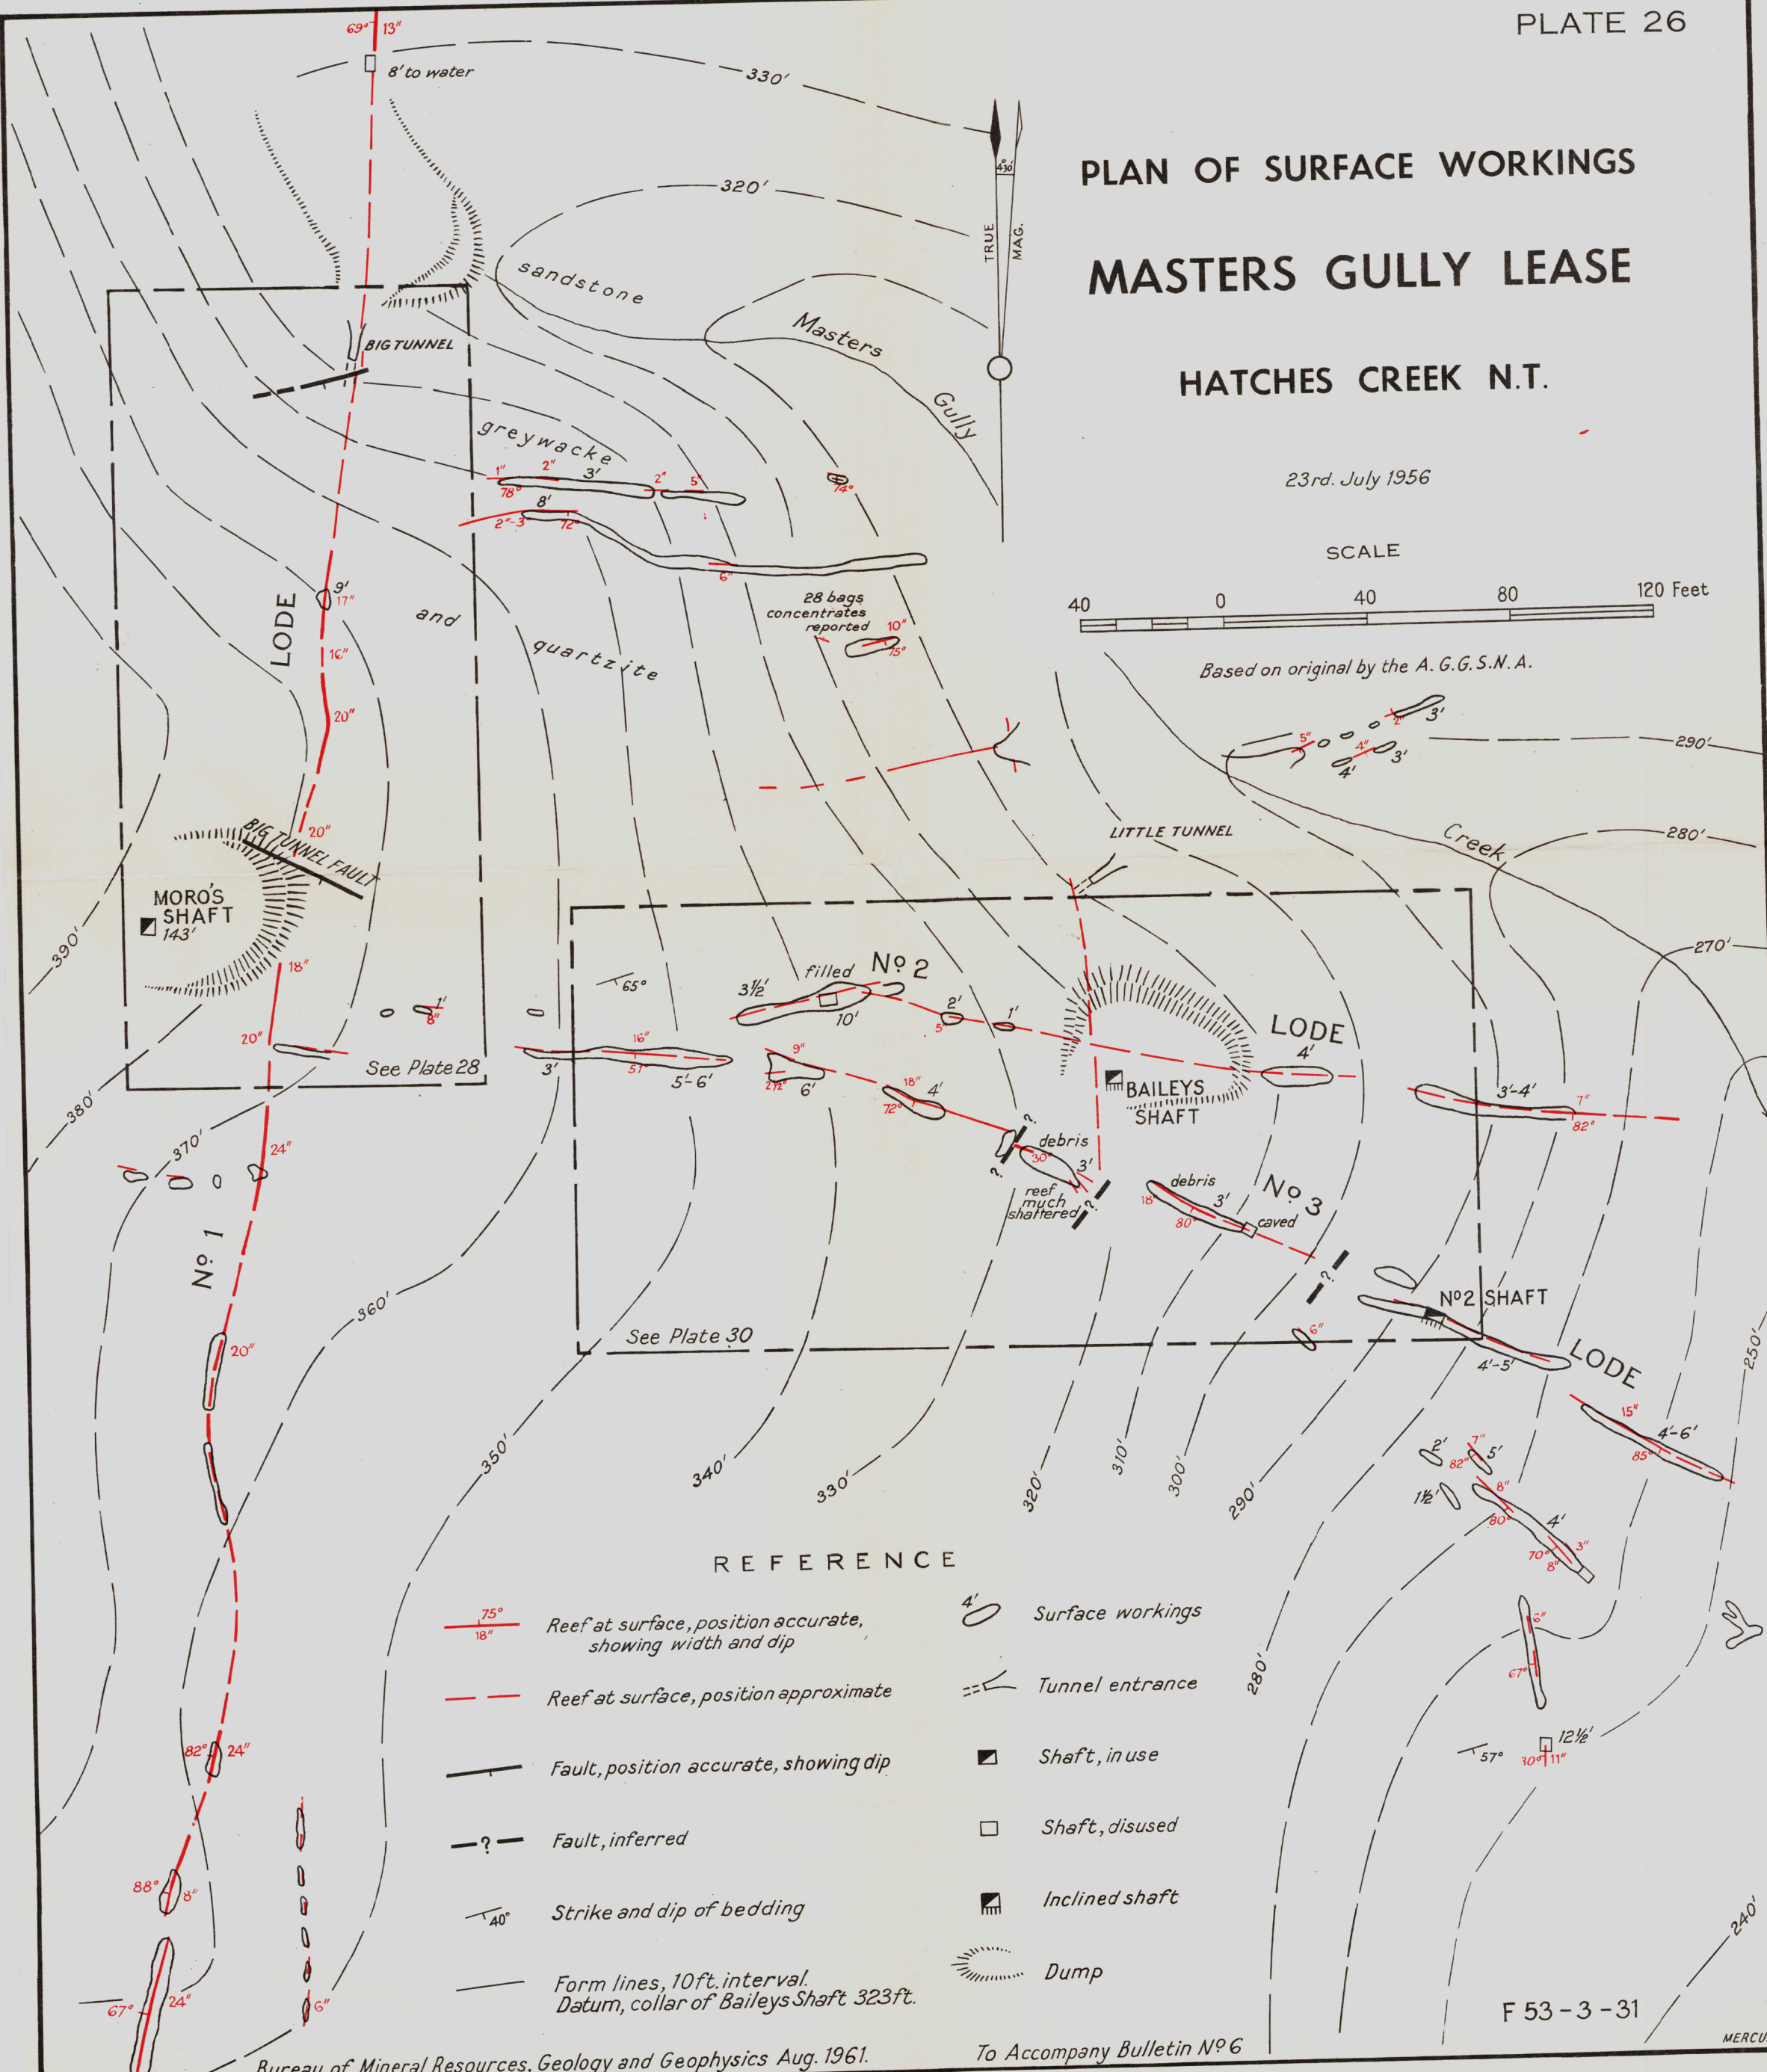 PLATE 26
PLAN OF SURFACE WORKINGS
MASTERS GULLY LEASE
HATCHES CREEK N.T.
23rd. July 1956
SCALE
40 0 40 80 120 Feet
Based on original by the A.G.G.S.N.A.
4°30'
TRUE
MAG.
69° 13"
8' to water
330'
320'
sandstone
Masters
Gully
BIG TUNNEL
greywacke
1" 2" 3' 2" 5"
78°
74°
8'
2"-3" 72°
6"
9'
17"
LODE
and
quartzite
28 bags
concentrates
reported
10"
75°
16"
20"
2" 3'
5" 4" 3'
4'
290'
20"
BIG TUNNEL FAULT
LITTLE TUNNEL
Creek
280'
MORO'S
SHAFT
143'
390'
18"
270'
65°
filled
Nº 2
3½'
10'
2'
5"
1'
1'
8"
20"
See Plate 28
3'
16"
5-6'
LODE
4'
9"
2½"
6'
18"
72°
4'
BAILEYS
SHAFT
3'-4'
7"
82°
380'
370'
24"
?
?
debris
30"
3'
reef
much
shattered
?
debris
18"
3'
80°
caved
Nº 3
?
Nº 1
360'
See Plate 30
6"
Nº 2 SHAFT
4'-5'
LODE
250'
20"
15"
4'-6'
85°
350'
340'
330'
320'
310'
300'
290'
2'
7"
82°
5'
1½'
8"
80°
4'
70°
3"
8"
6"
67°
280'
12½'
57°
30° 11"
82° 24"
88° 8"
67° 24"
6"
240'
REFERENCE
75°
18"
Reef at surface, position accurate,
showing width and dip
Reef at surface, position approximate
Fault, position accurate, showing dip
? Fault, inferred
40° Strike and dip of bedding
Form lines, 10 ft. interval.
Datum, collar of Baileys Shaft 323 ft.
4' Surface workings
Tunnel entrance
Shaft, in use
Shaft, disused
Inclined shaft
Dump
F 53-3-31
Bureau of Mineral Resources, Geology and Geophysics Aug. 1961.
To Accompany Bulletin Nº 6